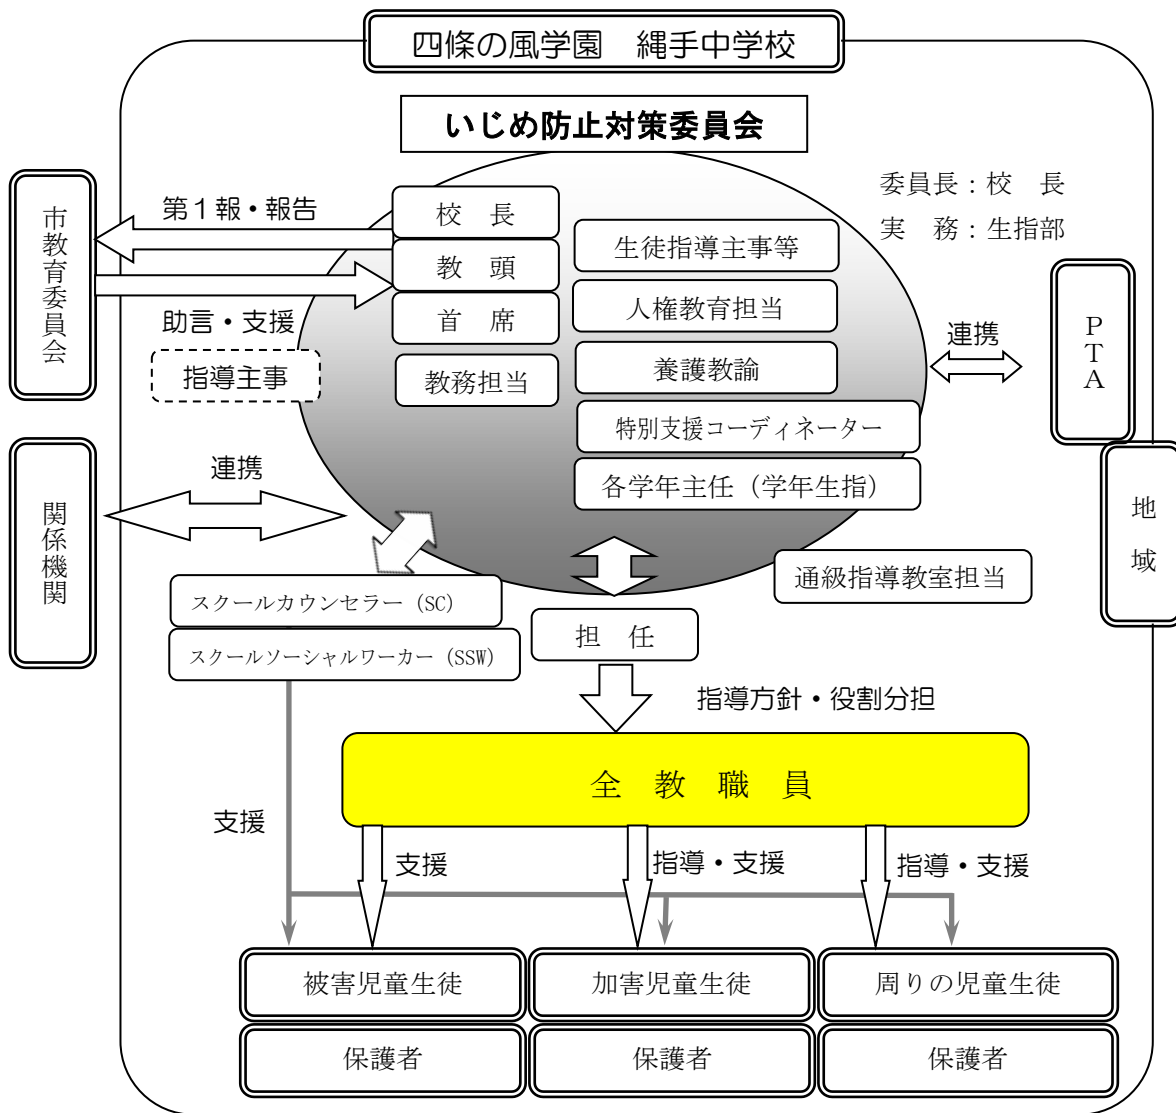 四條の風学園　縄手中学校
いじめ防止対策委員会
委員長：校　長
実　務：生指部
市教育委員会
第１報・報告
助言・支援
指導主事
校　長
教　頭
首　席
教務担当
生徒指導主事等
人権教育担当
養護教諭
特別支援コーディネーター
各学年主任（学年生指）
連携
ＰＴＡ
地域
関係機関
連携
スクールカウンセラー（SC）
スクールソーシャルワーカー（SSW）
担　任
通級指導教室担当
指導方針・役割分担
全　教　職　員
支援
支援
指導・支援
指導・支援
被害児童生徒
加害児童生徒
周りの児童生徒
保護者
保護者
保護者